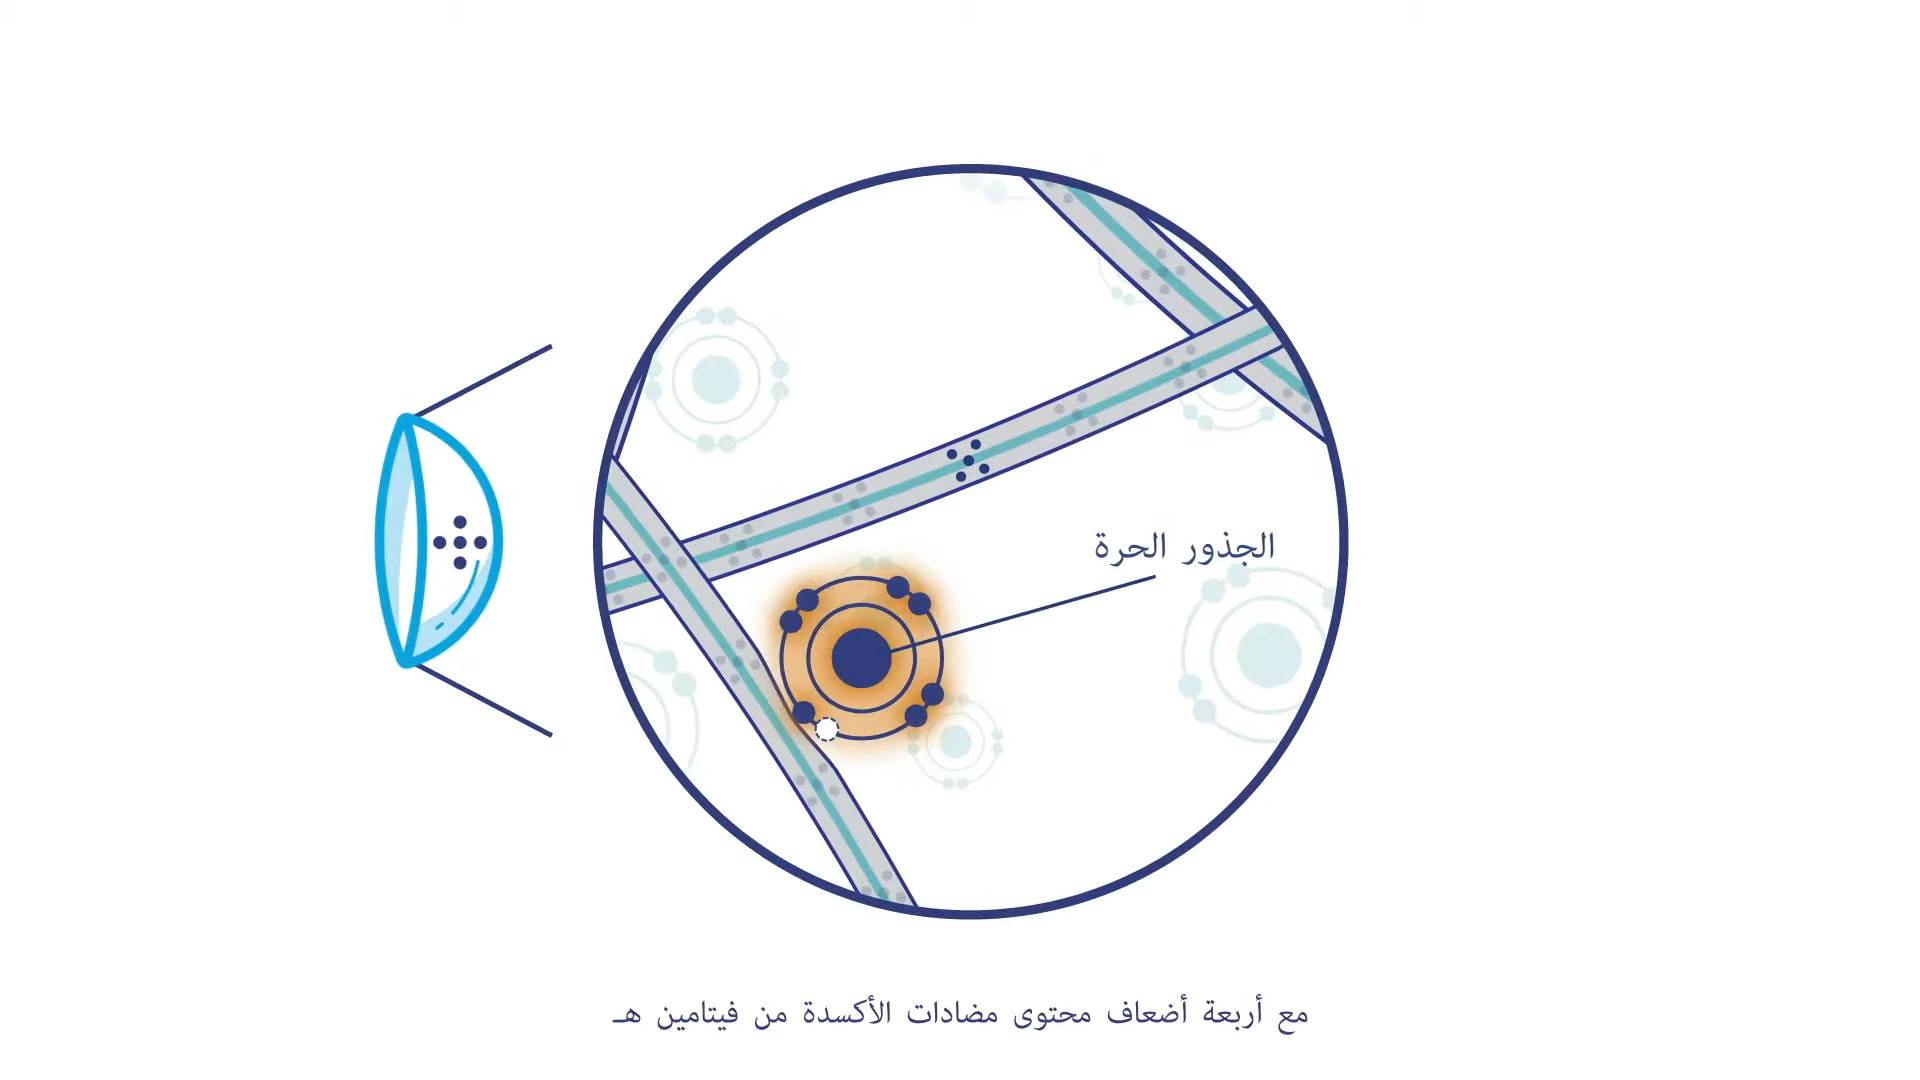 الجذور الحرة
مع أربعة أضعاف محتوى مضادات الأكسدة من فيتامين هـ